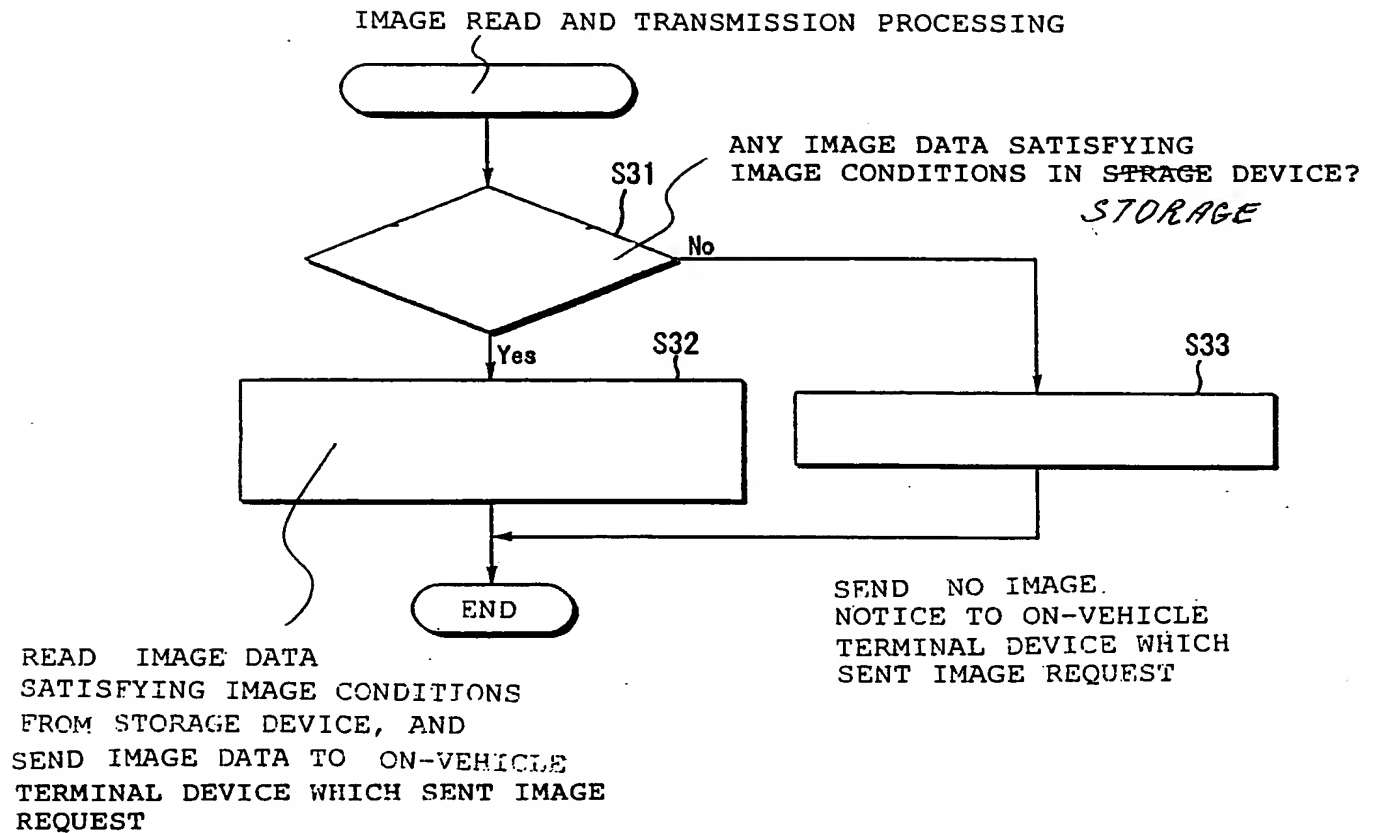 IMAGE READ AND TRANSMISSION PROCESSING
ANY IMAGE DATA SATISFYING
IMAGE CONDITIONS IN STRAGE DEVICE?
STORAGE
S31
No
Yes
S32
S33
END
SEND NO IMAGE.
NOTICE TO ON-VEHICLE
TERMINAL DEVICE WHICH
SENT IMAGE REQUEST
READ IMAGE DATA
SATISFYING IMAGE CONDITIONS
FROM STORAGE DEVICE, AND
SEND IMAGE DATA TO ON-VEHICLE
TERMINAL DEVICE WHICH SENT IMAGE
REQUEST